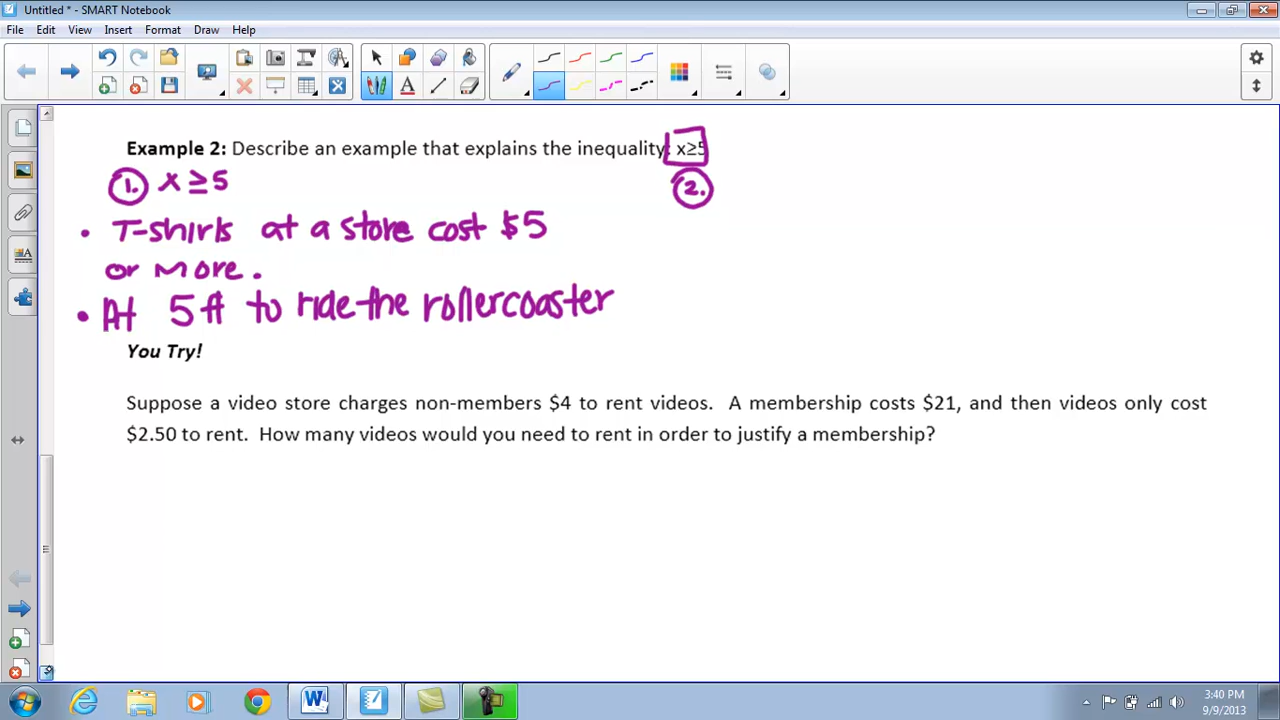 Untitled * - SMART Notebook
File Edit View Insert Format Draw Help
Example 2: Describe an example that explains the inequality: x≥5
1. x ≥ 5
2.
• T-shirts at a store cost $5
or more.
• At 5 ft to ride the rollercoaster
You Try!
Suppose a video store charges non-members $4 to rent videos. A membership costs $21, and then videos only cost
$2.50 to rent. How many videos would you need to rent in order to justify a membership?
3:40 PM
9/9/2013